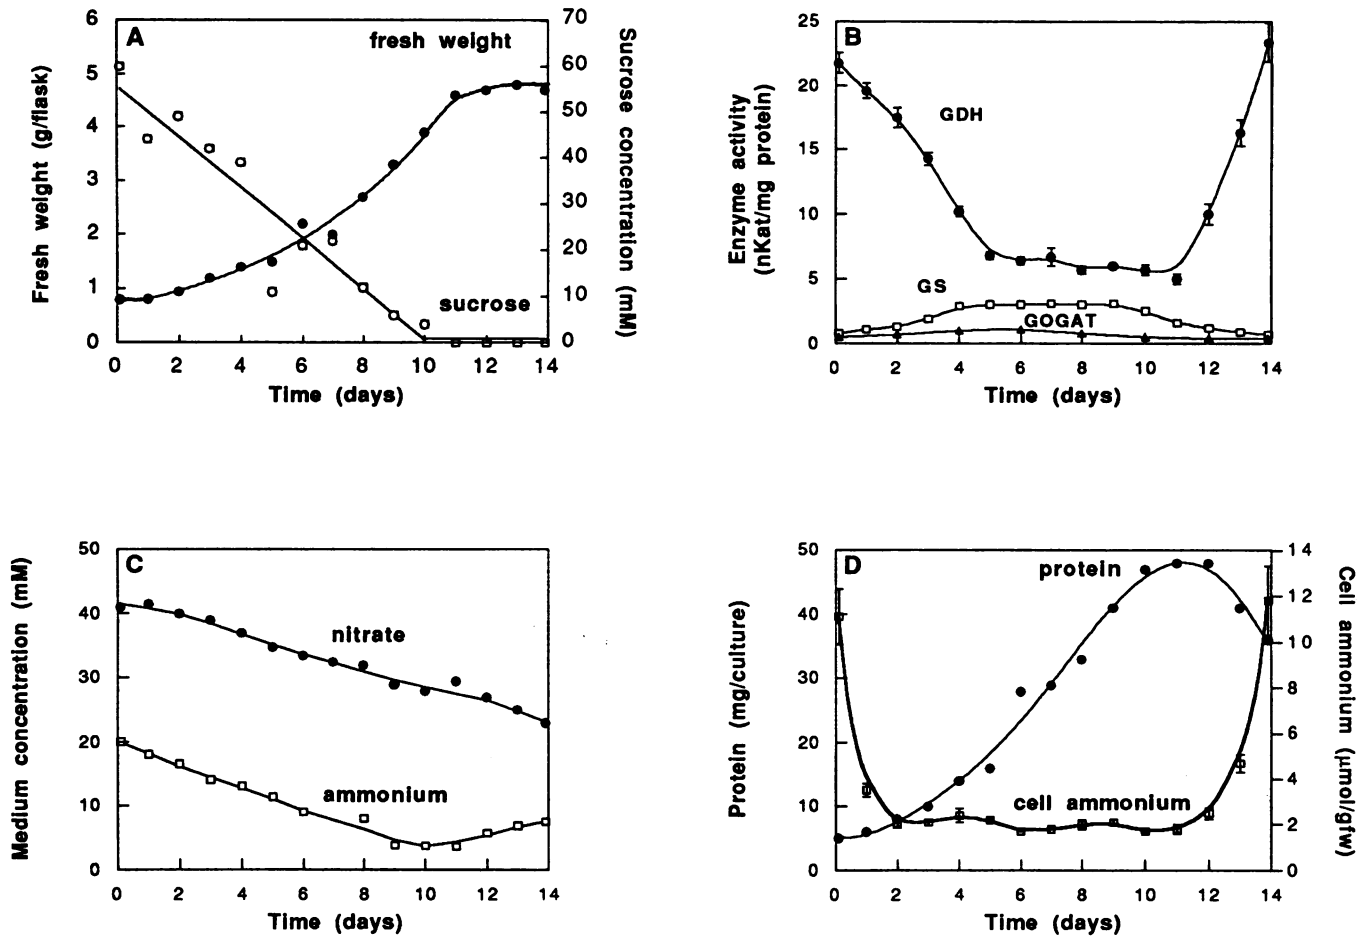 A
fresh weight
sucrose
Fresh weight (g/flask)
6
5
4
3
2
1
0
Sucrose concentration (mM)
70
60
50
40
30
20
10
0
0 2 4 6 8 10 12 14
Time (days)
B
GDH
GS
GOGAT
Enzyme activity
(nKat/mg protein)
25
20
15
10
5
0
0 2 4 6 8 10 12 14
Time (days)
C
nitrate
ammonium
Medium concentration (mM)
50
40
30
20
10
0
0 2 4 6 8 10 12 14
Time (days)
D
protein
cell ammonium
Protein (mg/culture)
50
40
30
20
10
0
Cell ammonium (μmol/gfw)
14
12
10
8
6
4
2
0
0 2 4 6 8 10 12 14
Time (days)